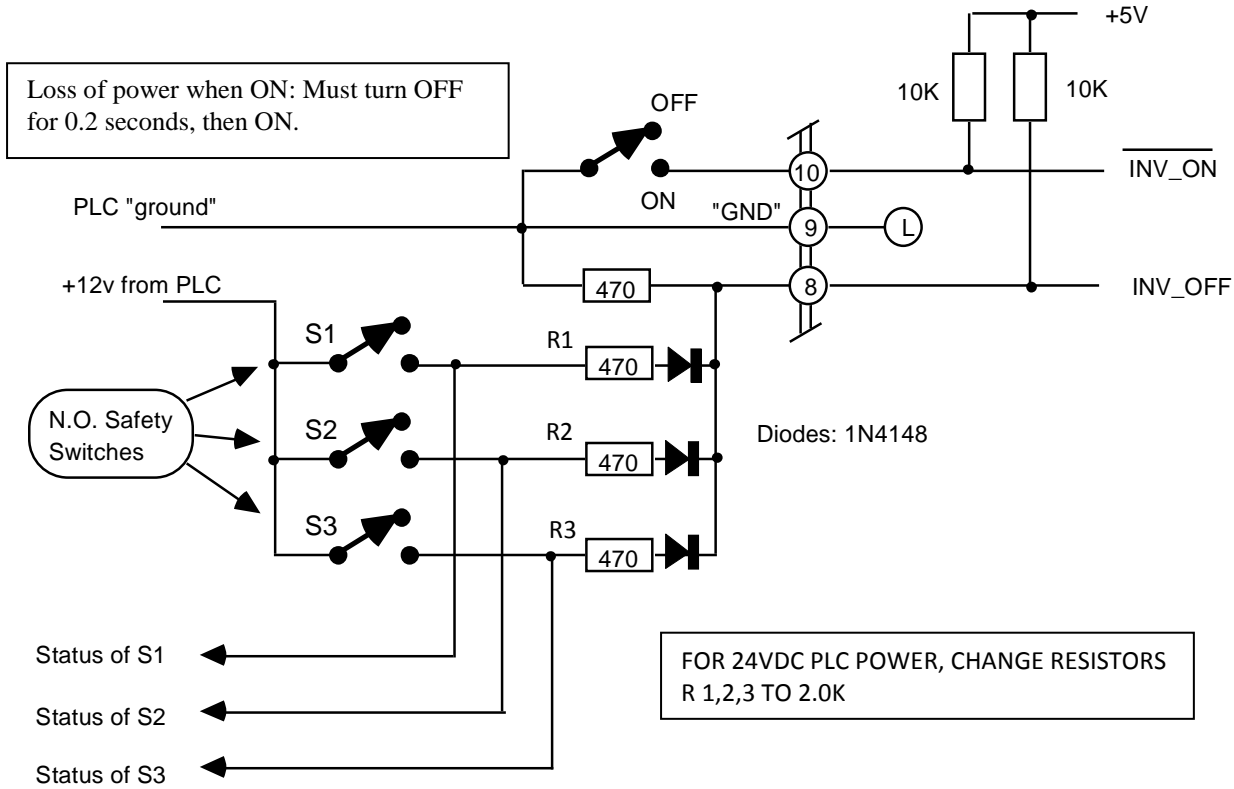 +5V
Loss of power when ON: Must turn OFF
for 0.2 seconds, then ON.
10K
10K
OFF
ON
10
INV_ON
PLC "ground"
"GND"
9
L
+12v from PLC
470
8
INV_OFF
S1
R1
470
N.O. Safety
Switches
S2
R2
470
Diodes: 1N4148
S3
R3
470
Status of S1
Status of S2
Status of S3
FOR 24VDC PLC POWER, CHANGE RESISTORS
R 1,2,3 TO 2.0K